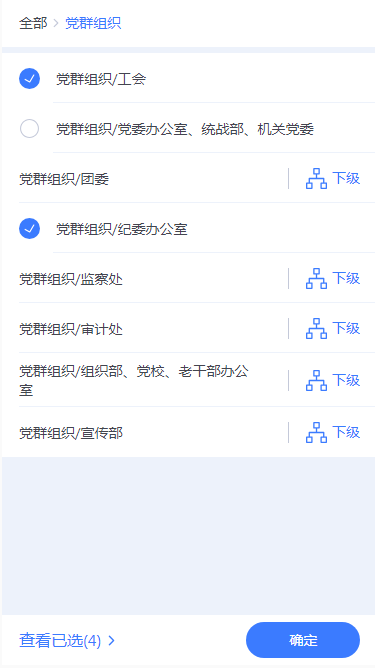 全部 > 党群组织
党群组织/工会
党群组织/党委办公室、统战部、机关党委
党群组织/团委 下级
党群组织/纪委办公室
党群组织/监察处 下级
党群组织/审计处 下级
党群组织/组织部、党校、老干部办公
室 下级
党群组织/宣传部 下级
查看已选(4) > 确定